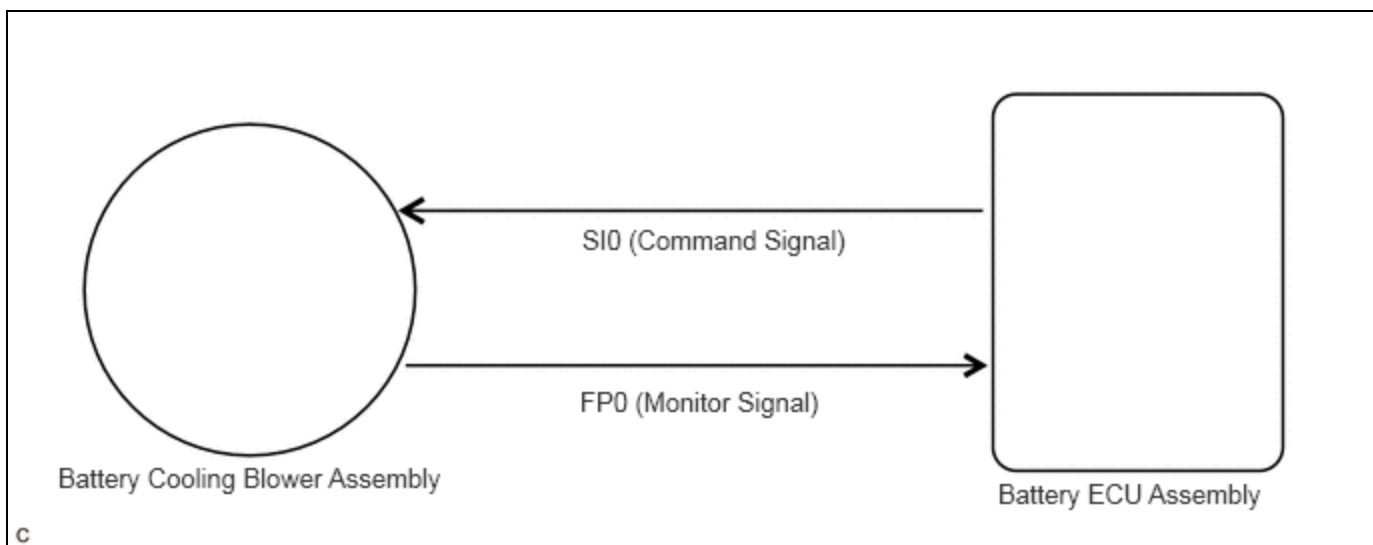 SI0 (Command Signal)
FP0 (Monitor Signal)
Battery Cooling Blower Assembly
Battery ECU Assembly
c